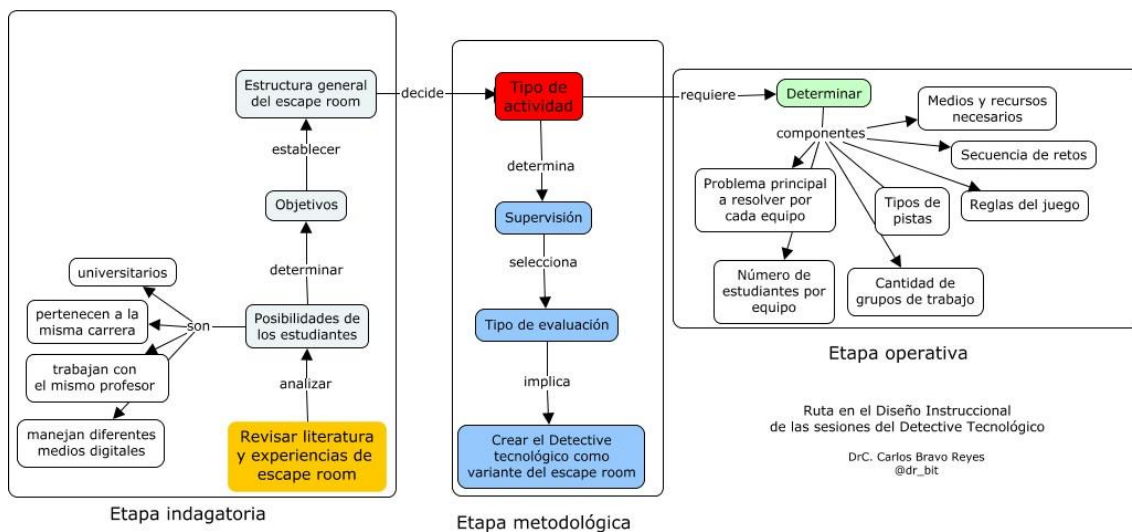 Estructura general
del escape room
establecer
Objetivos
determinar
universitarios
pertenecen a la
misma carrera
son
trabajan con
el mismo profesor
manejan diferentes
medios digitales
Posibilidades de
los estudiantes
analizar
Revisar literatura
y experiencias de
escape room
Etapa indagatoria
decide
Tipo de
actividad
determina
Supervisión
selecciona
Tipo de evaluación
implica
Crear el Detective
tecnológico como
variante del escape room
Etapa metodológica
requiere
Determinar
componentes
Medios y recursos
necesarios
Secuencia de retos
Reglas del juego
Tipos de
pistas
Problema principal
a resolver por
cada equipo
Número de
estudiantes por
equipo
Cantidad de
grupos de trabajo
Etapa operativa
Ruta en el Diseño Instruccional
de las sesiones del Detective Tecnológico
DrC. Carlos Bravo Reyes
@dr_bit